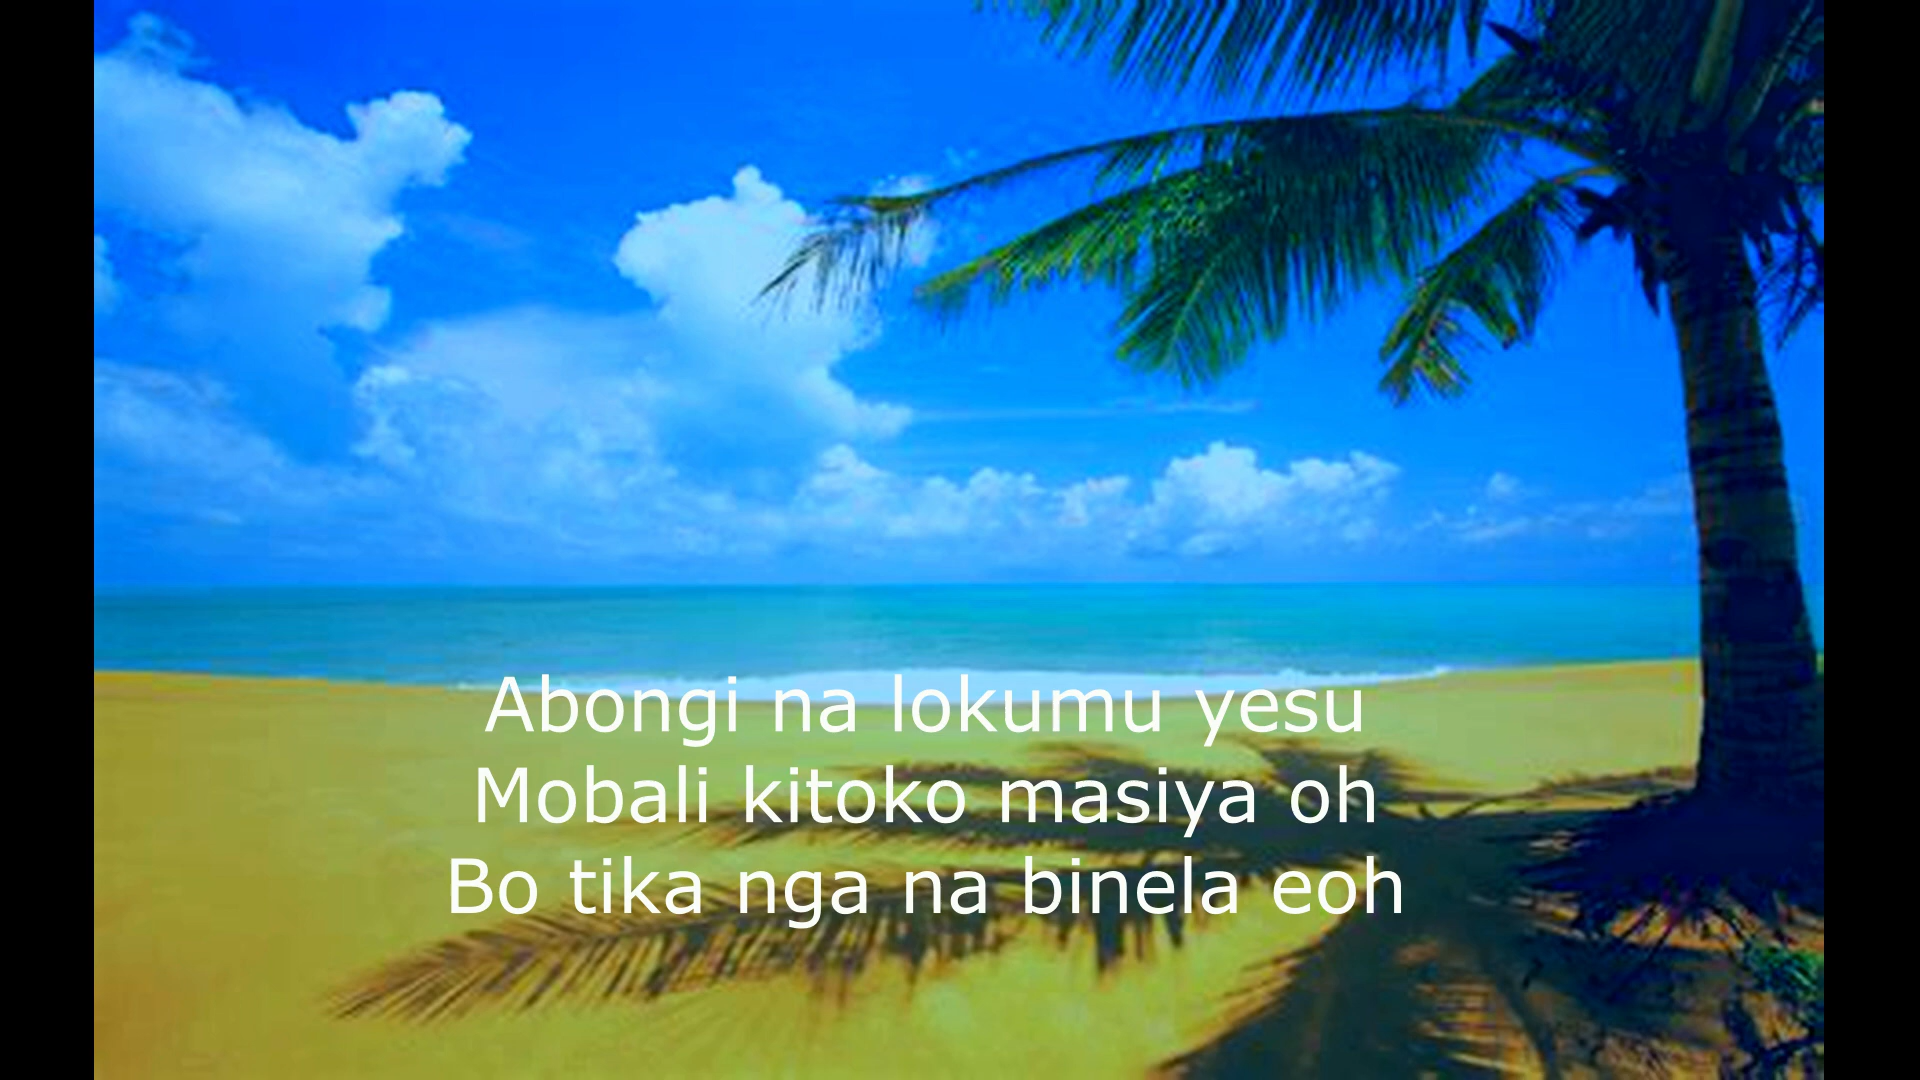 Abongi na lokumu yesu
Mobali kitoko masiya oh
Bo tika nga na binela eoh